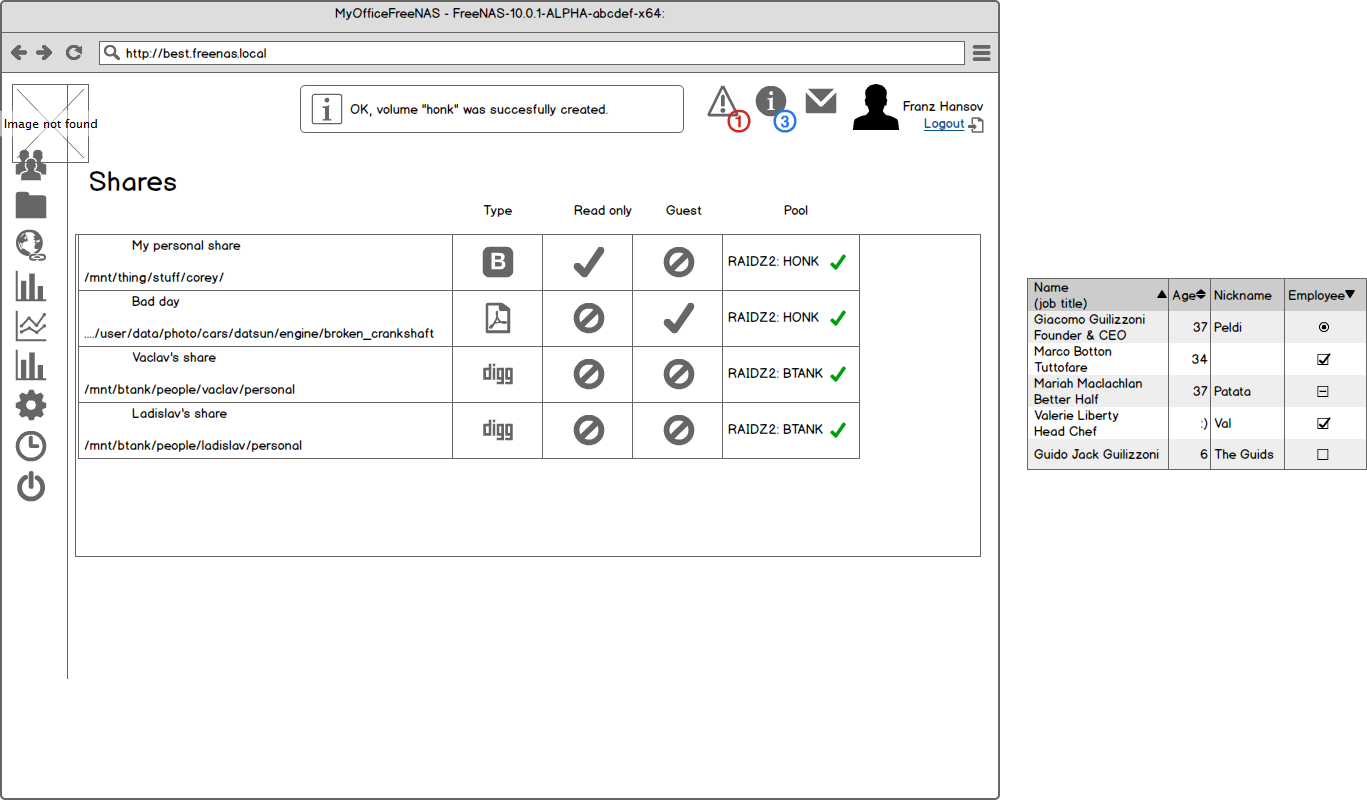 MyOfficeFreeNAS - FreeNAS-10.0.1-ALPHA-abcdef-x64:
http://best.freenas.local
Image not found
OK, volume "honk" was succesfully created.
1
3
Franz Hansov
Logout
Shares
Type Read only Guest Pool
My personal share
/mnt/thing/stuff/corey/
B
RAIDZ2: HONK
Bad day
..../user/data/photo/cars/datsun/engine/broken_crankshaft
RAIDZ2: HONK
Vaclav's share
/mnt/btank/people/vaclav/personal
digg
RAIDZ2: BTANK
Ladislav's share
/mnt/btank/people/ladislav/personal
digg
RAIDZ2: BTANK
Name
(job title)
Age Nickname Employee
Giacomo Guilizzoni
Founder & CEO
37 Peldi
Marco Botton
Tuttofare
34
Mariah Maclachlan
Better Half
37 Patata
Valerie Liberty
Head Chef
:) Val
Guido Jack Guilizzoni 6 The Guids